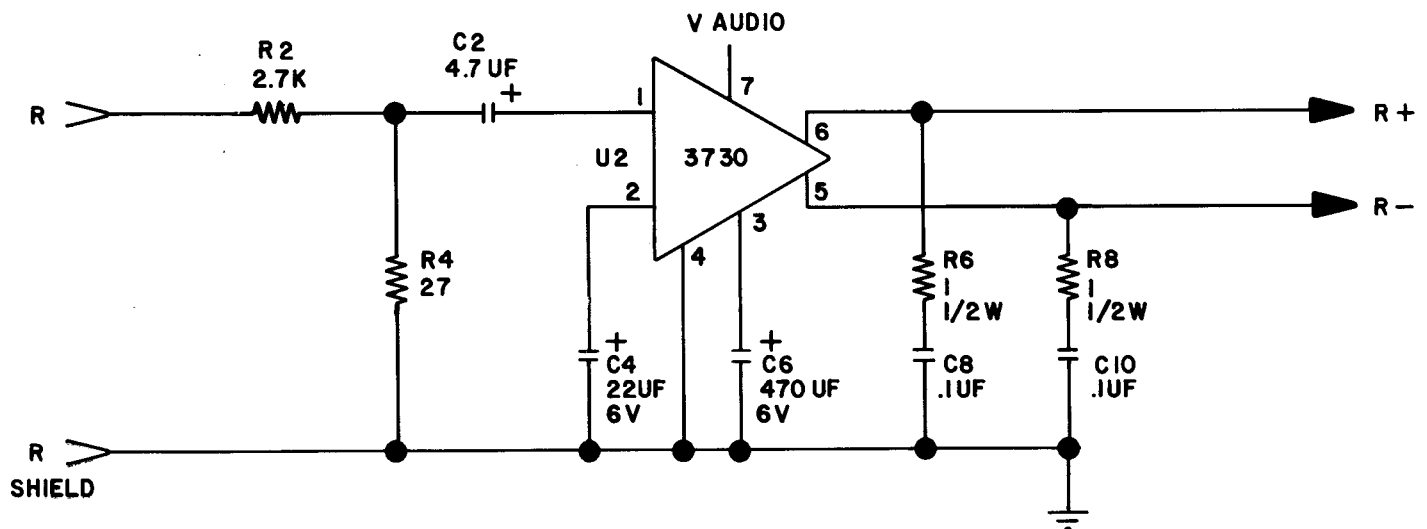 V AUDIO
R2
2.7K
C2
4.7 UF
+
7
R
1
6
R+
U2
3730
2
5
R-
3
4
R4
27
R6
1
1/2W
R8
1
1/2W
+
C4
22UF
6V
+
C6
470 UF
6V
C8
.1UF
C10
.1UF
R
SHIELD